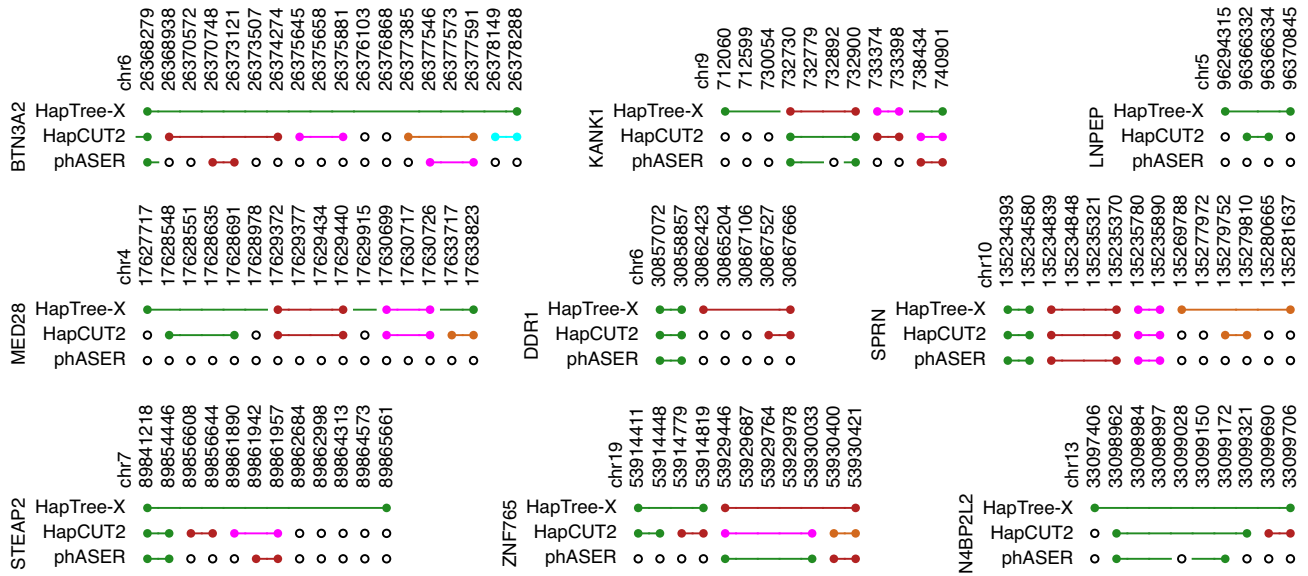 BTN3A2
chr6
26368279
26368938
26370572
26370748
26373121
26373507
26374274
26375645
26375658
26375881
26376103
26376868
26377385
26377546
26377573
26377591
26378149
26378288
HapTree-X
HapCUT2
phASER
KANK1
chr9
712060
712599
730054
732730
732779
732892
732900
733374
733398
738434
740901
HapTree-X
HapCUT2
phASER
LNPEP
chr5
96294315
96366332
96366334
96370845
HapTree-X
HapCUT2
phASER
MED28
chr4
17627717
17628548
17628551
17628635
17628691
17628978
17629372
17629377
17629434
17629440
17629915
17630699
17630717
17630726
17633717
17633823
HapTree-X
HapCUT2
phASER
DDR1
chr6
30857072
30858857
30862423
30865204
30867106
30867527
30867666
HapTree-X
HapCUT2
phASER
SPRN
chr10
135234393
135234580
135234839
135234848
135235321
135235370
135235780
135235890
135269788
135277972
135279752
135279810
135280665
135281637
HapTree-X
HapCUT2
phASER
STEAP2
chr7
89841218
89854446
89856608
89856644
89861890
89861942
89861957
89862684
89862998
89864313
89864573
89865661
HapTree-X
HapCUT2
phASER
ZNF765
chr19
53914411
53914448
53914779
53914819
53929446
53929687
53929764
53929978
53930033
53930400
53930421
HapTree-X
HapCUT2
phASER
N4BP2L2
chr13
33097406
33098962
33098984
33098997
33099028
33099150
33099172
33099321
33099690
33099706
HapTree-X
HapCUT2
phASER